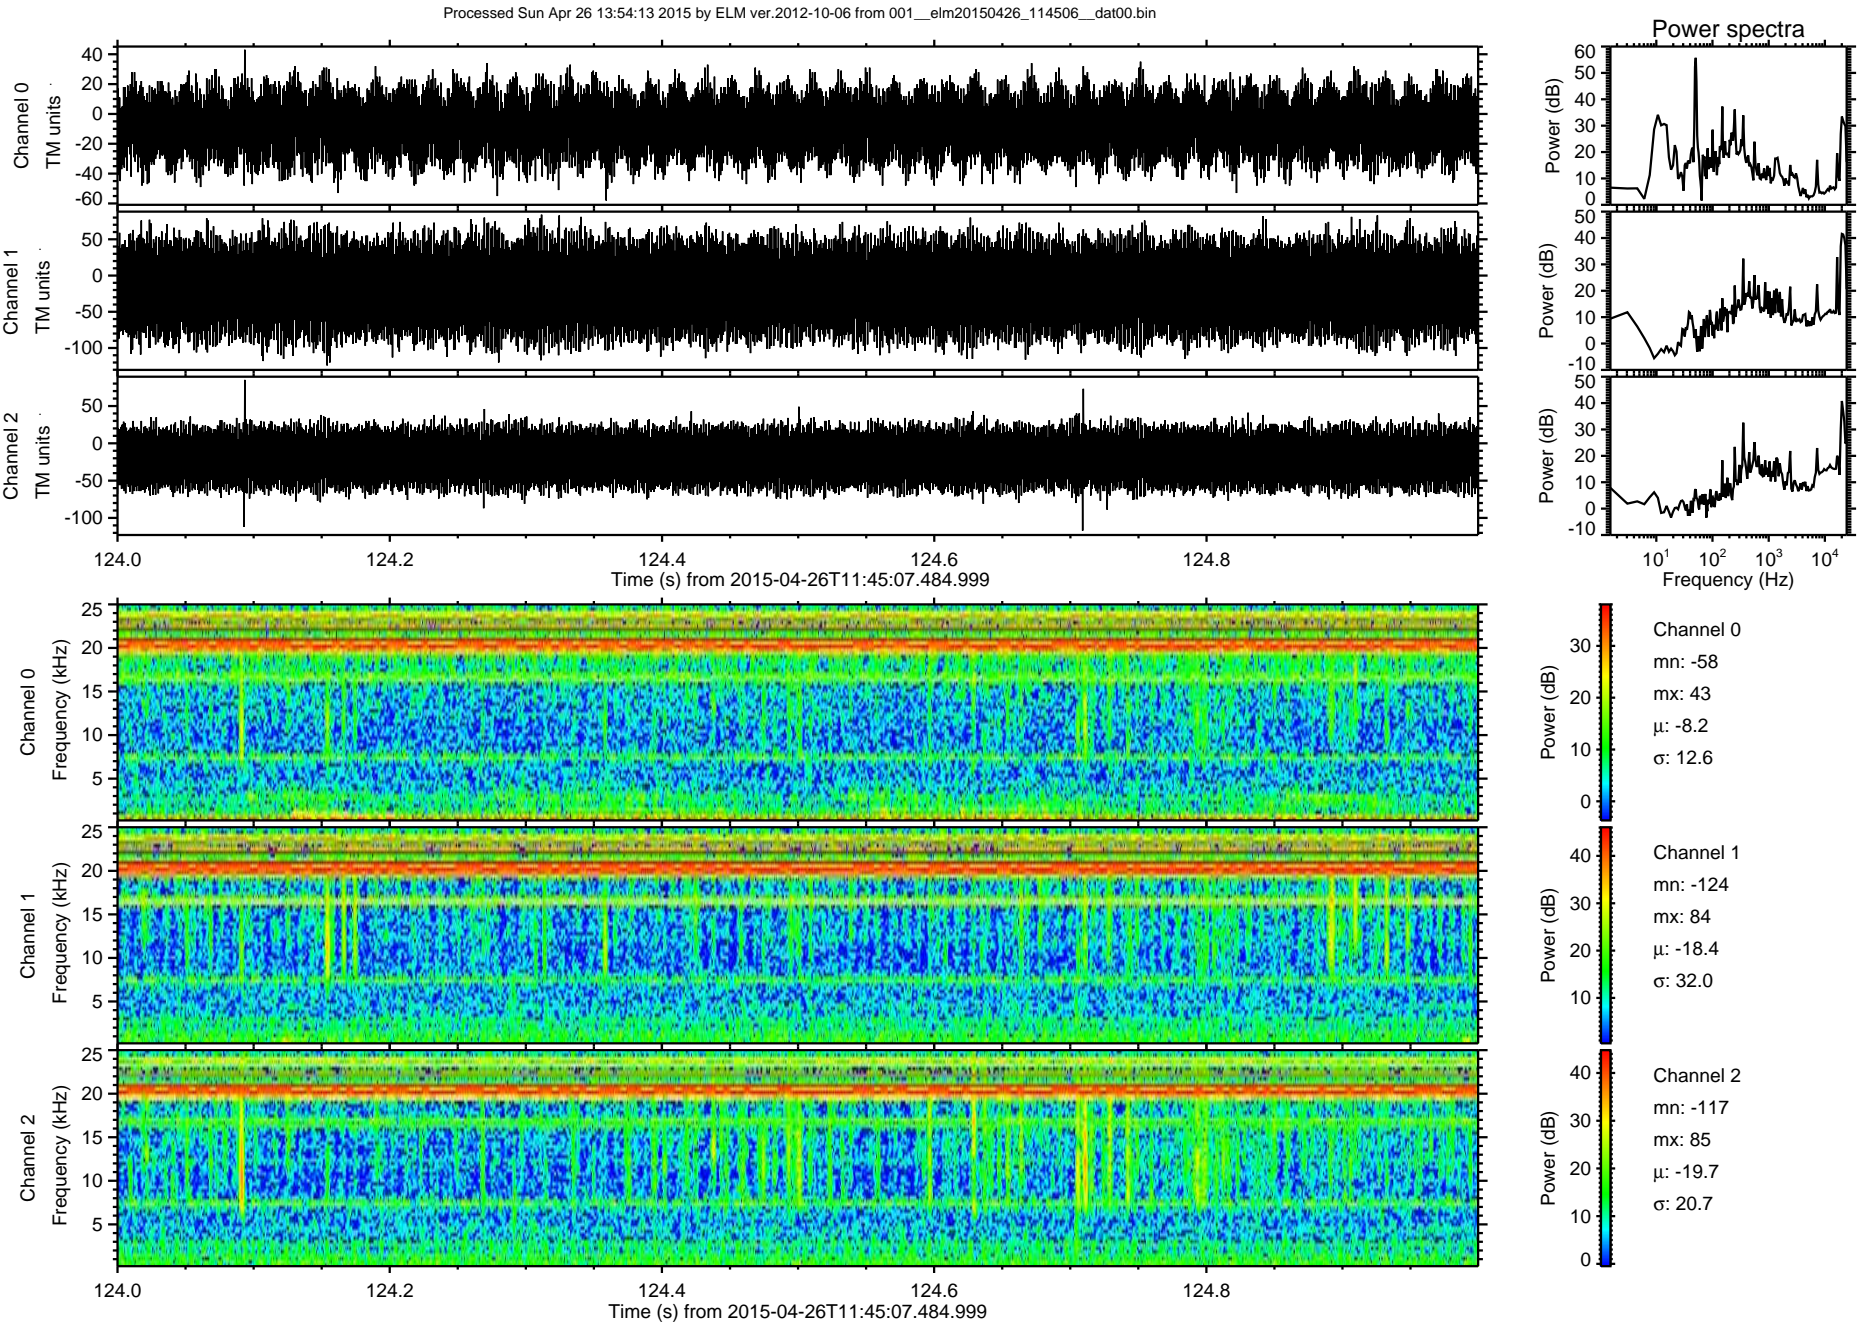 Processed Sun Apr 26 13:54:13 2015 by ELM ver.2012-10-06 from 001__elm20150426_114506__dat00.bin
Power spectra
Channel 0
TM units
40
20
0
-20
-40
-60
Power (dB)
60
50
40
30
20
10
0
Channel 1
TM units
50
0
-50
-100
Power (dB)
50
40
30
20
10
0
-10
Channel 2
TM units
50
0
-50
-100
Power (dB)
50
40
30
20
10
0
-10
124.0 124.2 124.4 124.6 124.8
Time (s) from 2015-04-26T11:45:07.484.999
10^1 10^2 10^3 10^4
Frequency (Hz)
Channel 0
Frequency (kHz)
25
20
15
10
5
Power (dB)
30
20
10
0
Channel 0
mn: -58
mx: 43
μ: -8.2
σ: 12.6
Channel 1
Frequency (kHz)
25
20
15
10
5
Power (dB)
40
30
20
10
Channel 1
mn: -124
mx: 84
μ: -18.4
σ: 32.0
Channel 2
Frequency (kHz)
25
20
15
10
5
Power (dB)
40
30
20
10
0
Channel 2
mn: -117
mx: 85
μ: -19.7
σ: 20.7
124.0 124.2 124.4 124.6 124.8
Time (s) from 2015-04-26T11:45:07.484.999